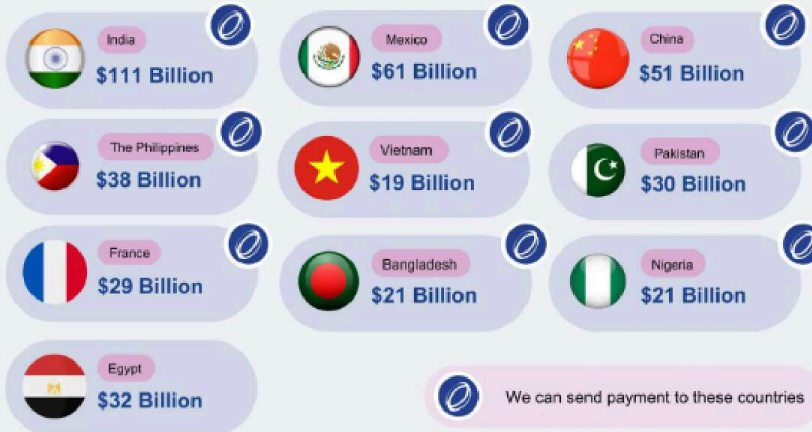 India
$111 Billion
Mexico
$61 Billion
China
$51 Billion
The Philippines
$38 Billion
Vietnam
$19 Billion
Pakistan
$30 Billion
France
$29 Billion
Bangladesh
$21 Billion
Nigeria
$21 Billion
Egypt
$32 Billion
We can send payment to these countries